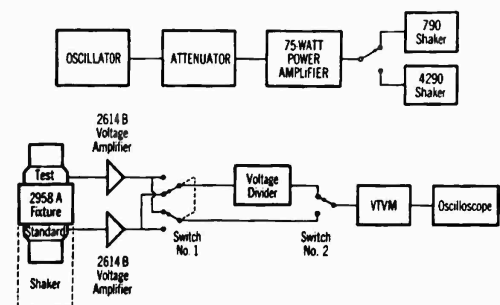 OSCILLATOR
ATTENUATOR
75-WATT
POWER
AMPLIFIER
790
Shaker
4290
Shaker
2614 B
Voltage
Amplifier
Test
2958 A
Fixture
Standard
Shaker
2614 B
Voltage
Amplifier
Switch
No. 1
Voltage
Divider
Switch
No. 2
VTVM
Oscilloscope